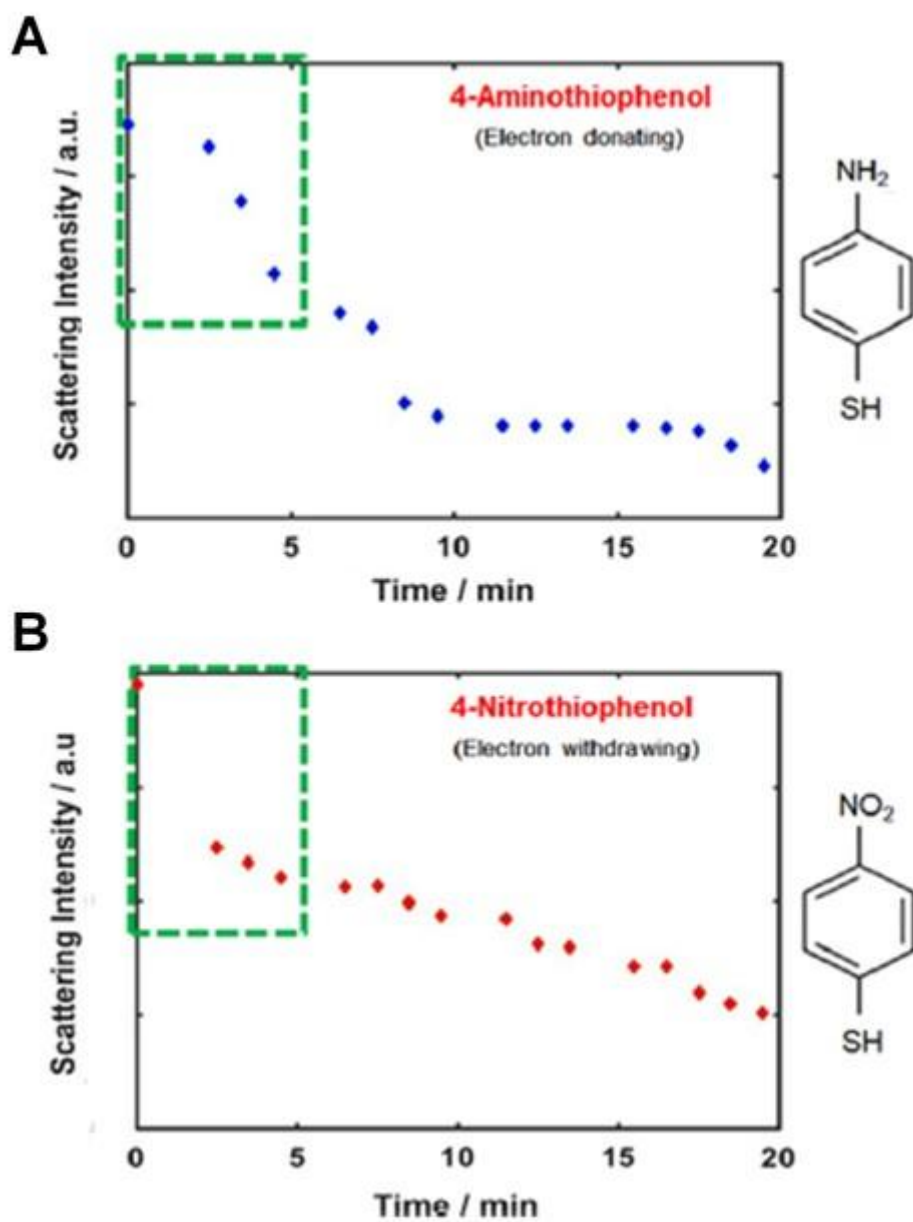 A
4-Aminothiophenol
(Electron donating)
Scattering Intensity / a.u.
NH₂
SH
0 5 10 15 20
Time / min
B
4-Nitrothiophenol
(Electron withdrawing)
Scattering Intensity / a.u
NO₂
SH
0 5 10 15 20
Time / min